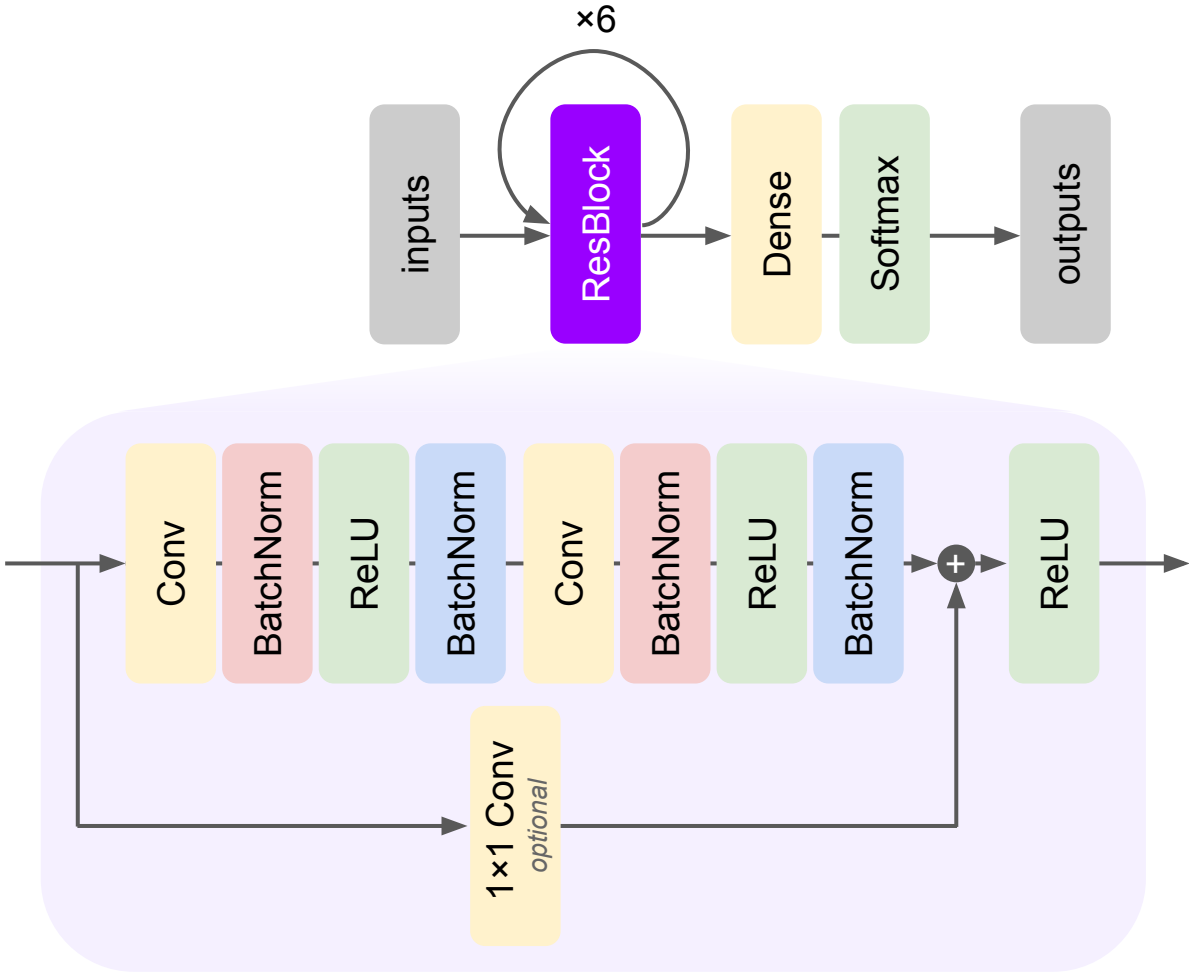 ×6
inputs
ResBlock
Dense
Softmax
outputs
Conv
BatchNorm
ReLU
BatchNorm
Conv
BatchNorm
ReLU
BatchNorm
+
ReLU
1×1 Conv
optional